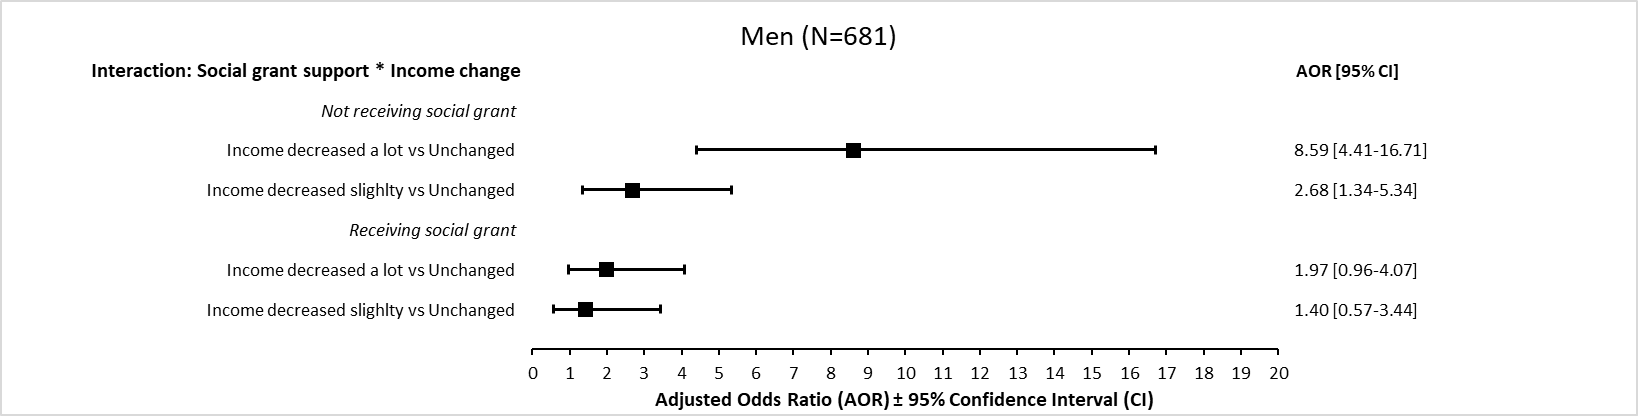 Men (N=681)
Interaction: Social grant support * Income change AOR [95% CI]
Not receiving social grant
Income decreased a lot vs Unchanged 8.59 [4.41-16.71]
Income decreased slighlty vs Unchanged 2.68 [1.34-5.34]
Receiving social grant
Income decreased a lot vs Unchanged 1.97 [0.96-4.07]
Income decreased slighlty vs Unchanged 1.40 [0.57-3.44]
0 1 2 3 4 5 6 7 8 9 10 11 12 13 14 15 16 17 18 19 20
Adjusted Odds Ratio (AOR) ± 95% Confidence Interval (CI)